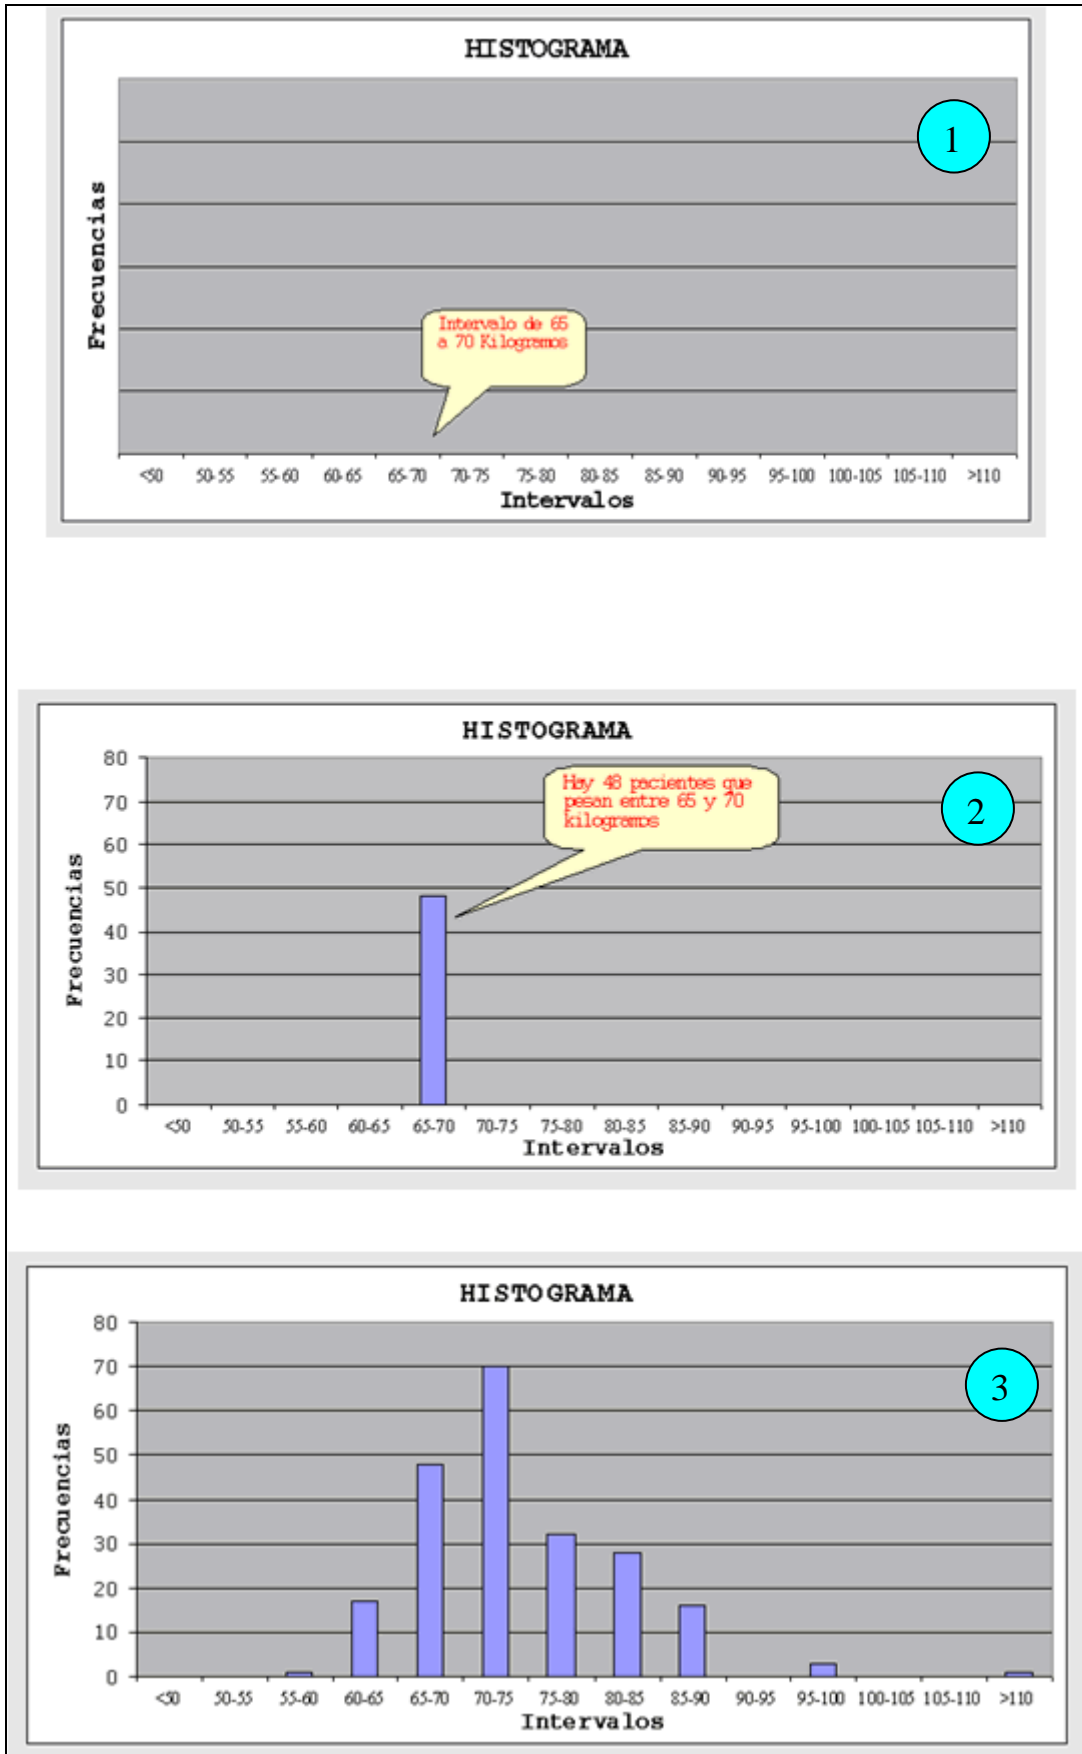 HISTOGRAMA
1
Frecuencias
Intervalo de 65
a 70 Kilogramos
<50 50-55 55-60 60-65 65-70 70-75 75-80 80-85 85-90 90-95 95-100 100-105 105-110 >110
Intervalos
HISTOGRAMA
2
Frecuencias
80
70
60
50
40
30
20
10
0
Hay 48 pacientes que
pesan entre 65 y 70
kilogramos
<50 50-55 55-60 60-65 65-70 70-75 75-80 80-85 85-90 90-95 95-100 100-105 105-110 >110
Intervalos
HISTOGRAMA
3
Frecuencias
80
70
60
50
40
30
20
10
0
<50 50-55 55-60 60-65 65-70 70-75 75-80 80-85 85-90 90-95 95-100 100-105 105-110 >110
Intervalos